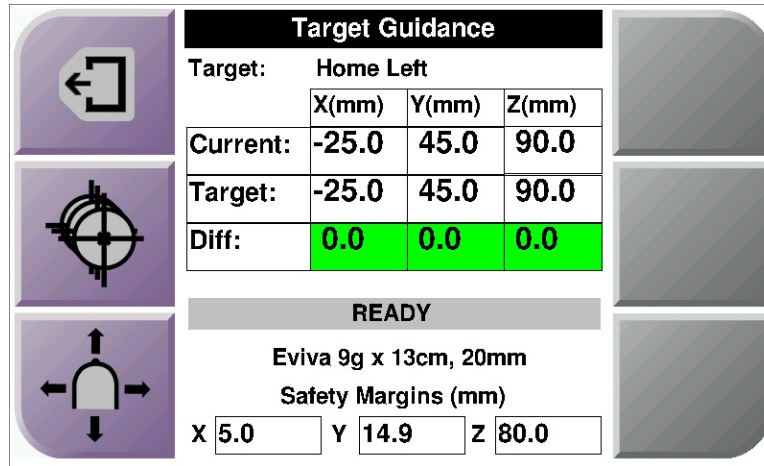 Target Guidance
Target: Home Left
X(mm) Y(mm) Z(mm)
Current: -25.0 45.0 90.0
Target: -25.0 45.0 90.0
Diff: 0.0 0.0 0.0
READY
Eviva 9g x 13cm, 20mm
Safety Margins (mm)
X 5.0 Y 14.9 Z 80.0